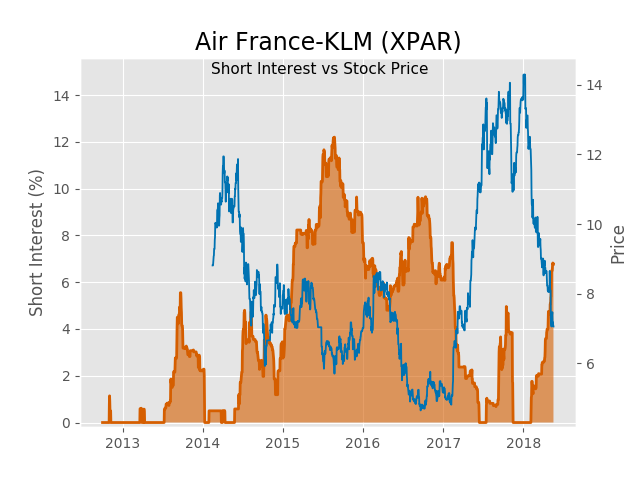 Air France-KLM (XPAR)
Short Interest vs Stock Price
Short Interest (%)
14
12
10
8
6
4
2
0
14
12
10
8
6
Price
2013 2014 2015 2016 2017 2018